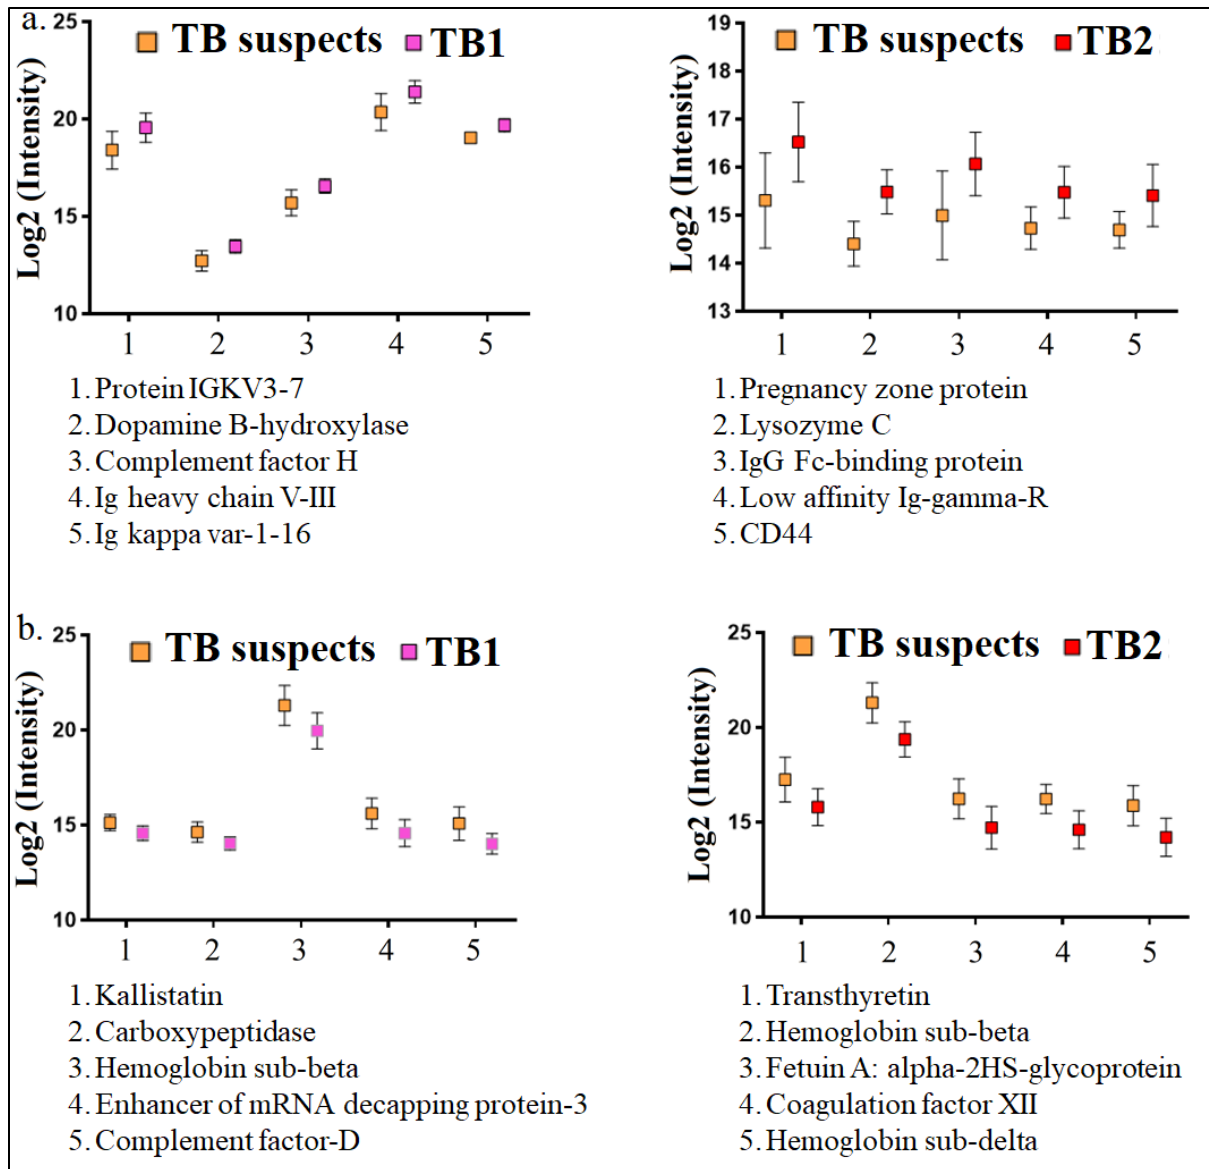 a.
TB suspects TB1
Log2 (Intensity)
25
20
15
10
1 2 3 4 5
1. Protein IGKV3-7
2. Dopamine B-hydroxylase
3. Complement factor H
4. Ig heavy chain V-III
5. Ig kappa var-1-16
TB suspects TB2
Log2 (Intensity)
19
18
17
16
15
14
13
1 2 3 4 5
1. Pregnancy zone protein
2. Lysozyme C
3. IgG Fc-binding protein
4. Low affinity Ig-gamma-R
5. CD44
b.
TB suspects TB1
Log2 (Intensity)
25
20
15
10
1 2 3 4 5
1. Kallistatin
2. Carboxypeptidase
3. Hemoglobin sub-beta
4. Enhancer of mRNA decapping protein-3
5. Complement factor-D
TB suspects TB2
Log2 (Intensity)
25
20
15
10
1 2 3 4 5
1. Transthyretin
2. Hemoglobin sub-beta
3. Fetuin A: alpha-2HS-glycoprotein
4. Coagulation factor XII
5. Hemoglobin sub-delta